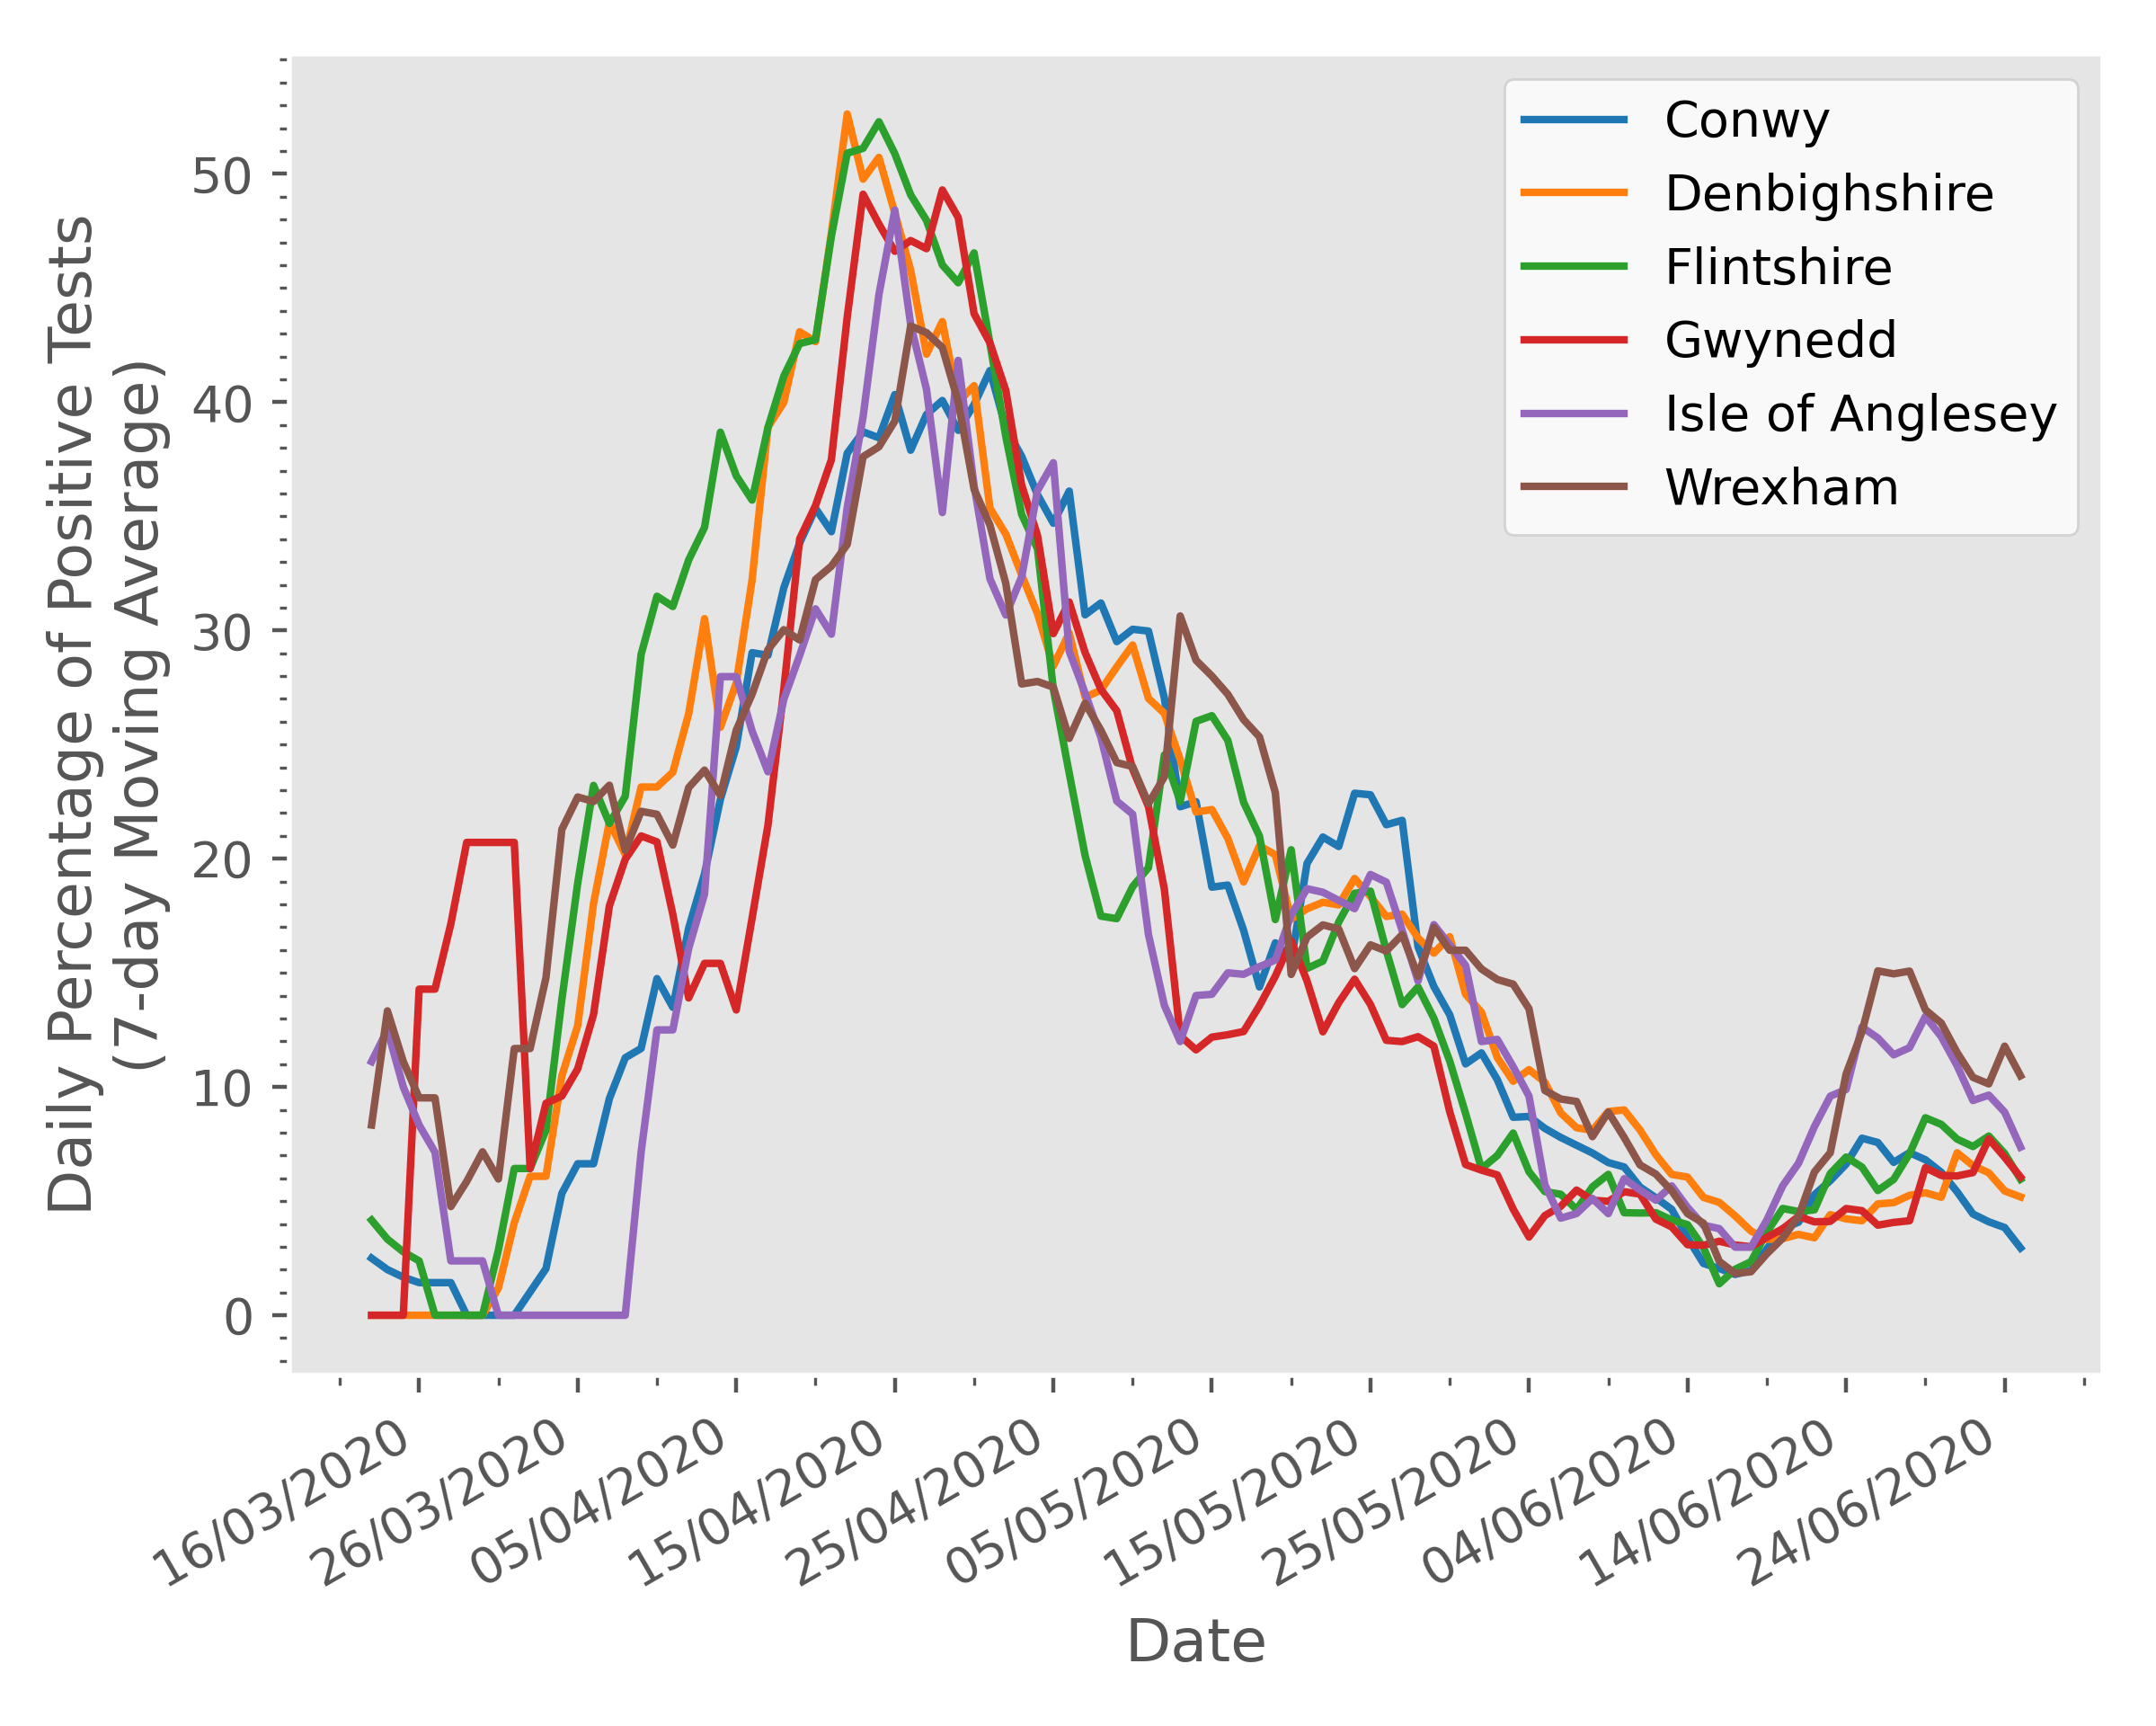 Daily Percentage of Positive Tests
(7-day Moving Average)
50
40
30
20
10
0
Conwy
Denbighshire
Flintshire
Gwynedd
Isle of Anglesey
Wrexham
16/03/2020
26/03/2020
05/04/2020
15/04/2020
25/04/2020
05/05/2020
15/05/2020
25/05/2020
04/06/2020
14/06/2020
24/06/2020
Date